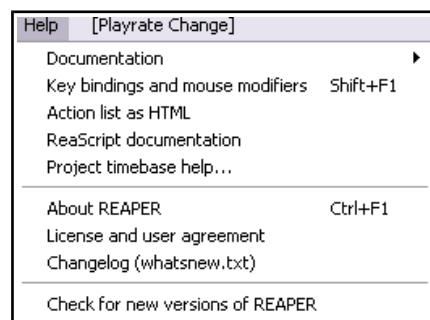 Help [Playrate Change]
Documentation
Key bindings and mouse modifiers Shift+F1
Action list as HTML
ReaScript documentation
Project timebase help...
About REAPER Ctrl+F1
License and user agreement
Changelog (whatsnew.txt)
Check for new versions of REAPER